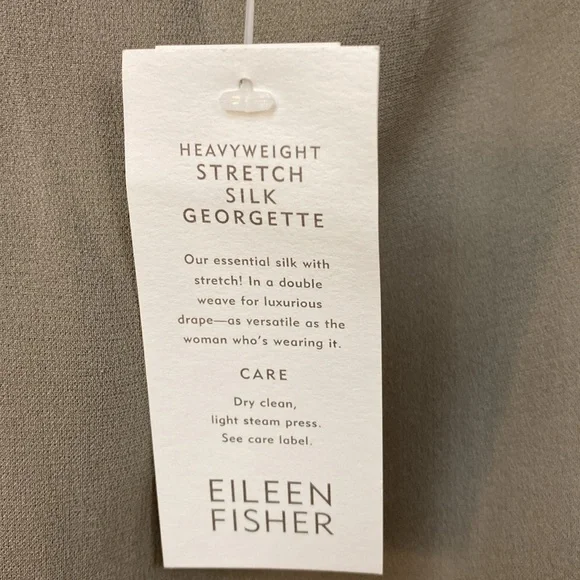 HEAVYWEIGHT
STRETCH
SILK
GEORGETTE
Our essential silk with
stretch! In a double
weave for luxurious
drape—as versatile as the
woman who's wearing it.
CARE
Dry clean,
light steam press.
See care label.
EILEEN
FISHER